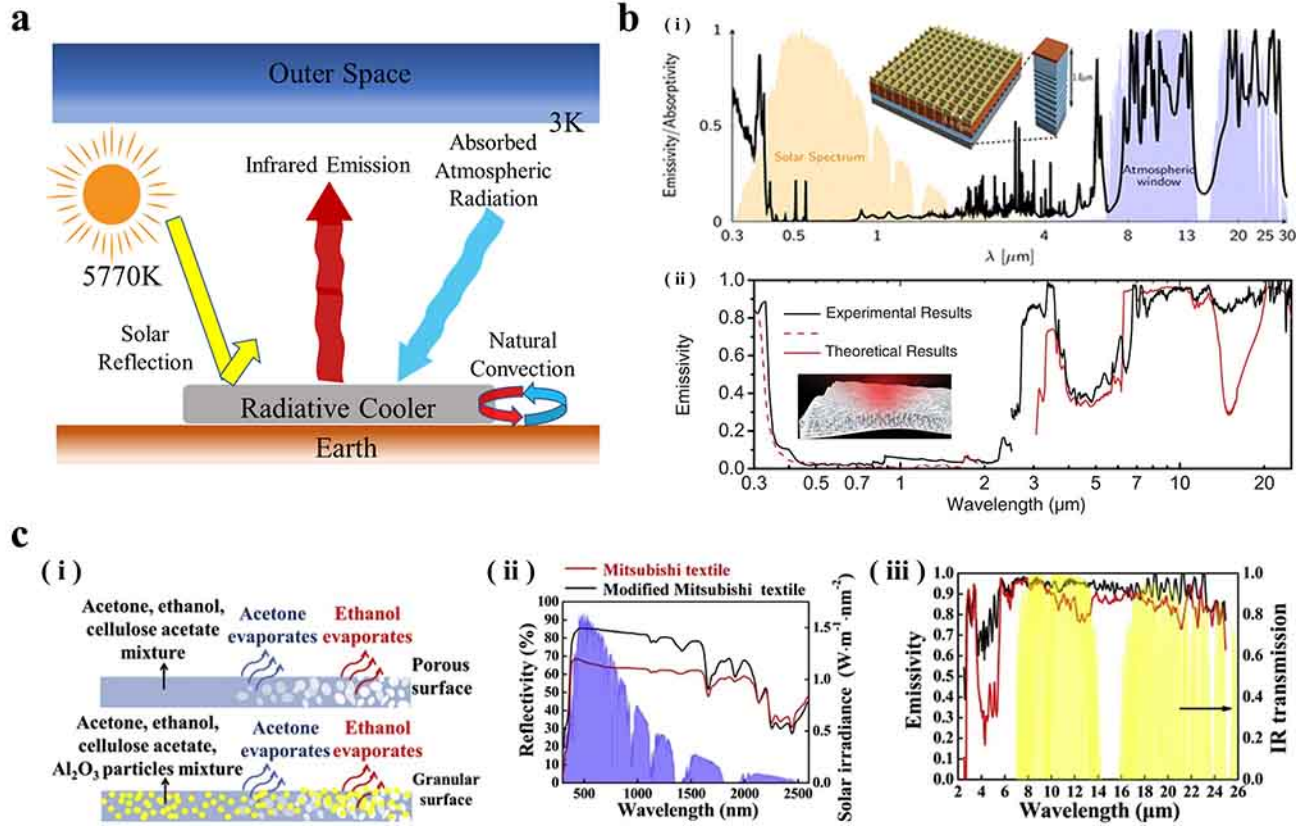 a
Outer Space
3K
Infrared Emission
Absorbed
Atmospheric
Radiation
5770K
Solar
Reflection
Natural
Convection
Radiative Cooler
Earth
b
( i )
Emissivity/Absorptivity
1
0.5
0
Solar Spectrum
Atmospheric
window
0.3 0.5 1 4 8 13 20 25 30
λ [μm]
( ii )
Emissivity
1.0
0.8
0.6
0.4
0.2
0.0
Experimental Results
Theoretical Results
0.3 0.5 0.7 1 2 3 5 7 10 20
Wavelength (μm)
c
( i )
Acetone, ethanol,
cellulose acetate
mixture
Acetone
evaporates
Ethanol
evaporates
Porous
surface
Acetone, ethanol,
cellulose acetate,
Al₂O₃ particles mixture
Acetone
evaporates
Ethanol
evaporates
Granular
surface
( ii )
Mitsubishi textile
Modified Mitsubishi textile
Reflectivity (%)
100
90
80
70
60
50
40
30
20
10
0
Solar irradiance (W·m⁻²·nm⁻²)
1.5
1.0
0.5
0.0
500 1000 1500 2000 2500
Wavelength (nm)
( iii )
Emissivity
1.0
0.9
0.8
0.7
0.6
0.5
0.4
0.3
0.2
0.1
0.0
IR transmission
1.0
0.8
0.6
0.4
0.2
0.0
2 4 6 8 10 12 14 16 18 20 22 24 26
Wavelength (μm)